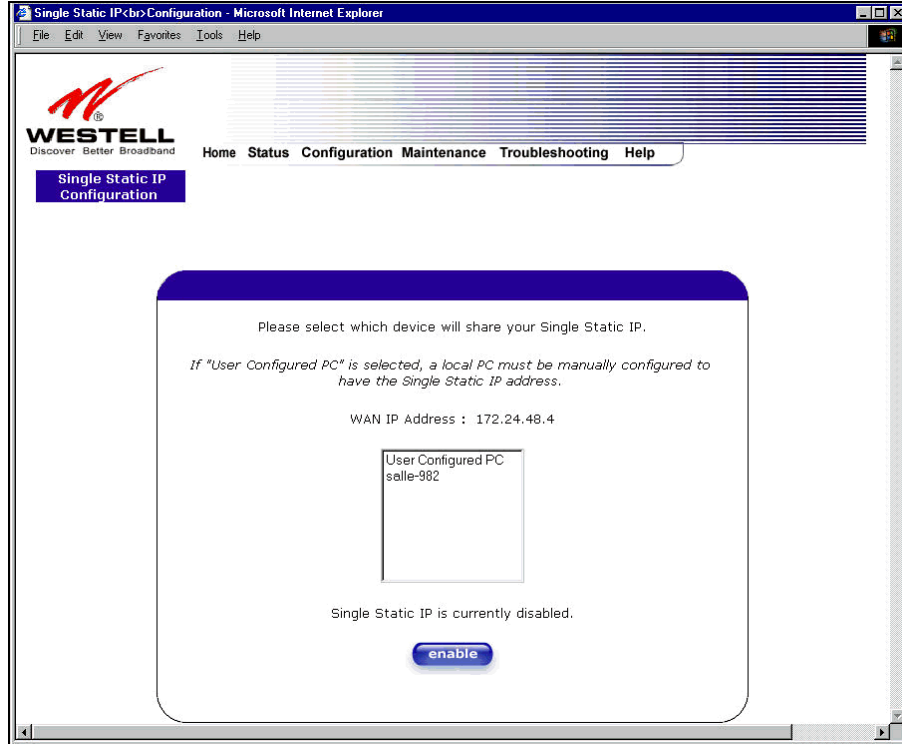 Single Static IP<br>Configuration - Microsoft Internet Explorer
File Edit View Favorites Tools Help
®
WESTELL
Discover Better Broadband
Home Status Configuration Maintenance Troubleshooting Help
Single Static IP
Configuration
Please select which device will share your Single Static IP.
If "User Configured PC" is selected, a local PC must be manually configured to
have the Single Static IP address.
WAN IP Address : 172.24.48.4
User Configured PC
salle-982
Single Static IP is currently disabled.
enable